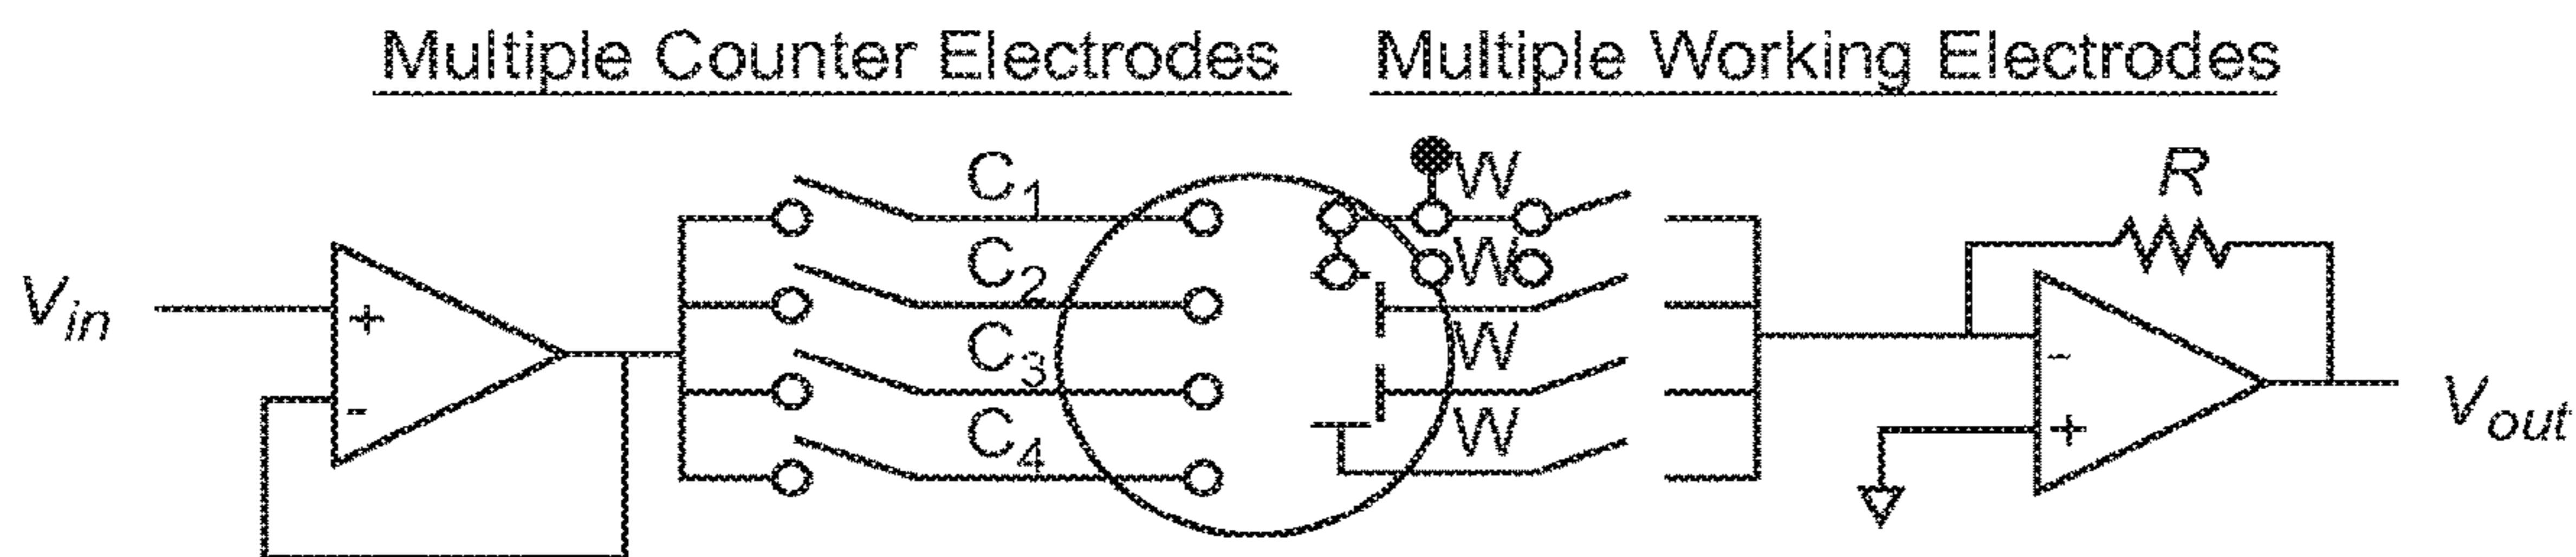 Multiple Counter Electrodes Multiple Working Electrodes
C1 W R
C2 W
Vin + - 
C3 W
C4 W - + Vout